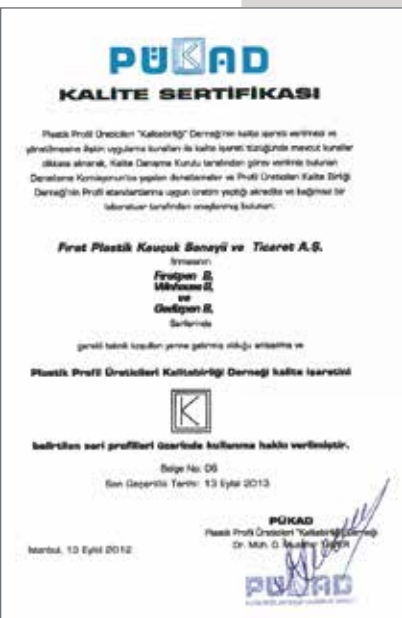 PÜKAD
KALİTE SERTİFİKASI
Plastik Profil Üreticileri "Kalitebirliği" Derneği'nin kalite işareti verilmesi ve
yönetilmesine ilişkin uygulama kuralları ile kalite işareti tüzüğünde mevcut kurallar
dikkate alınarak, Kalite Danışma Kurulu tarafından görev verilmiş bulunan
Denetleme Komisyonu'nca yapılan denetlemeler ve Profil Üreticileri Kalite Birliği
Derneği'nin Profil standartlarına uygun üretim yaptığı akredite ve bağımsız bir
laboratuar tarafından onaylanmış bulunan;
Fırat Plastik Kauçuk Sanayii ve Ticaret A.Ş.
firmasının
Fıratpen B,
Winhouse B,
ve
Gedizpen B,
Serilerinde
gerekli teknik koşulları yerine getirmiş olduğu anlaşılmış ve
Plastik Profil Üreticileri Kalitebirliği Derneği kalite işaretini
K
belirtilen seri profilleri üzerinde kullanma hakkı verilmiştir.
Belge No: 06
Son Geçerlilik Tarihi: 13 Eylül 2013
PÜKAD
Plastik Profil Üreticileri "Kalitebirliği" Derneği
Dr. Müh. O.
İstanbul, 13 Eylül 2012
PÜKAD